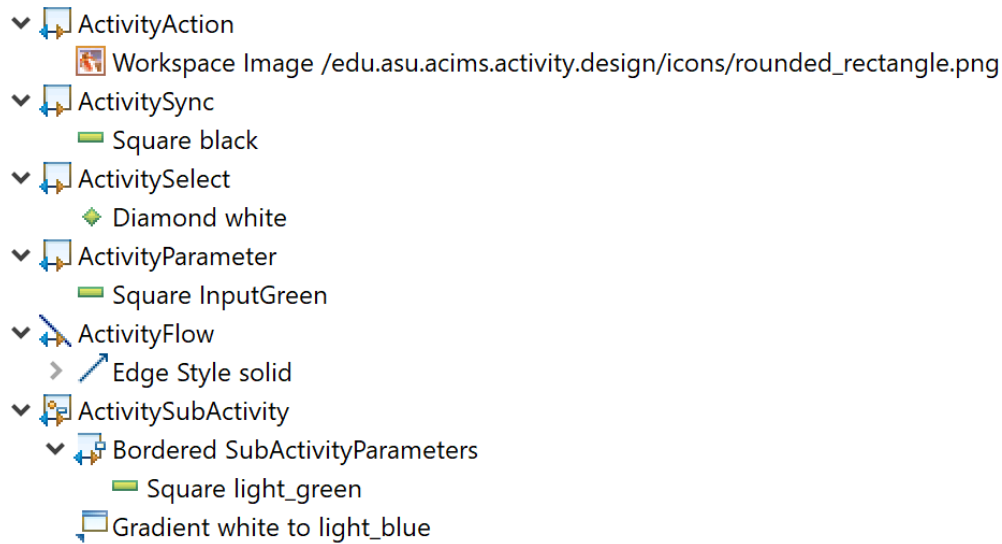 ActivityAction
Workspace Image /edu.asu.acims.activity.design/icons/rounded_rectangle.png
ActivitySync
Square black
ActivitySelect
Diamond white
ActivityParameter
Square InputGreen
ActivityFlow
Edge Style solid
ActivitySubActivity
Bordered SubActivityParameters
Square light_green
Gradient white to light_blue